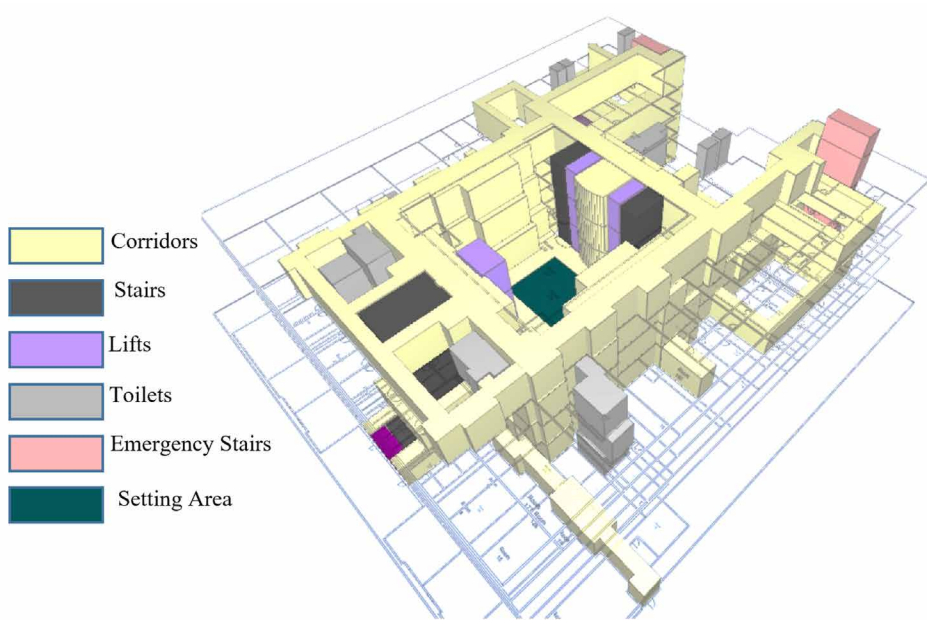 Corridors
Stairs
Lifts
Toilets
Emergency Stairs
Setting Area